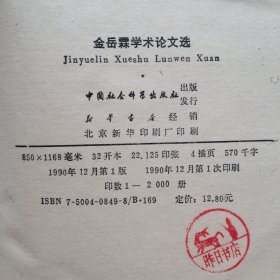 金岳霖学术论文选
Jinyuelin Xueshu Lunwen Xuan
中国社会科学出版社 出版
发行
新华书店 经销
北京新华印刷厂印刷
850×1168毫米 32开本 22.125印张 4插页 570千字
1990年12月第1版 1990年12月第1次印刷
印数1－2000册
ISBN 7-5004-0849-8/B·169 定价：12.80元
昨日书店